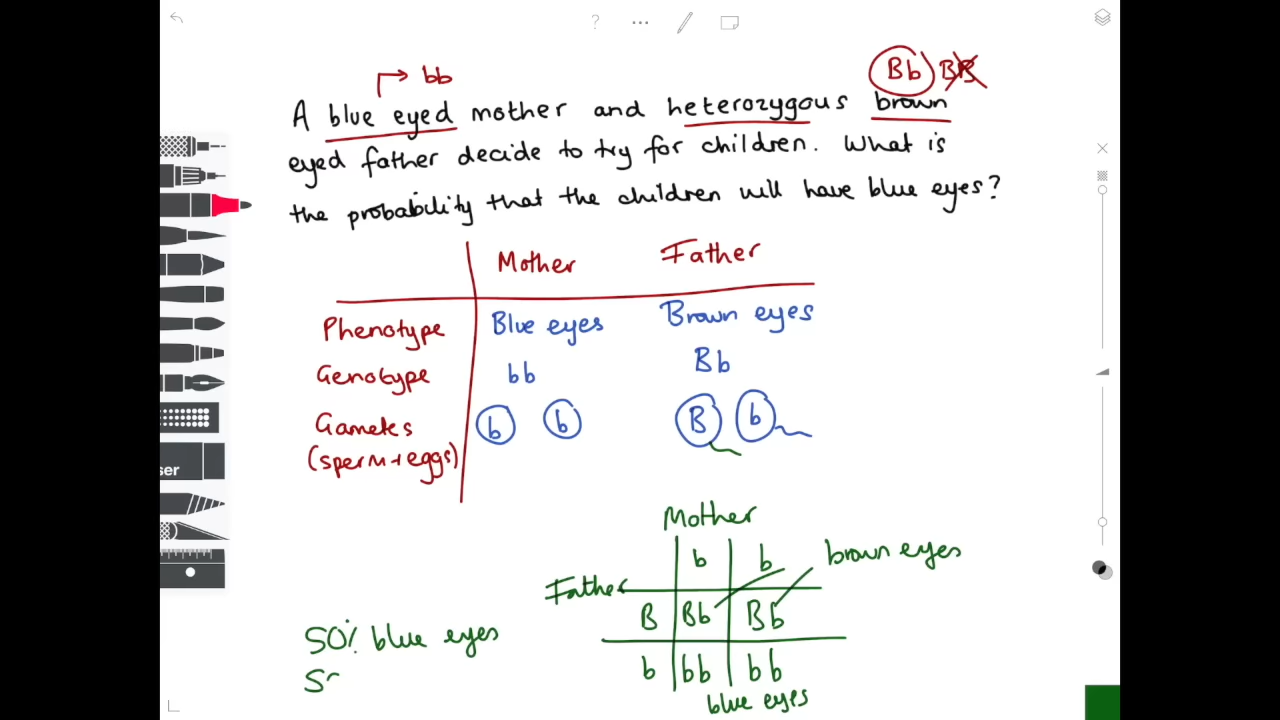 bb
Bb BB
A blue eyed mother and heterozygous brown
eyed father decide to try for children. What is
the probability that the children will have blue eyes?
Mother Father
Phenotype Blue eyes Brown eyes
Genotype bb Bb
Gametes b b B b
(sperm+eggs)
Mother
b b brown eyes
Father
B Bb Bb
50% blue eyes
b bb bb
blue eyes
ser
?
...